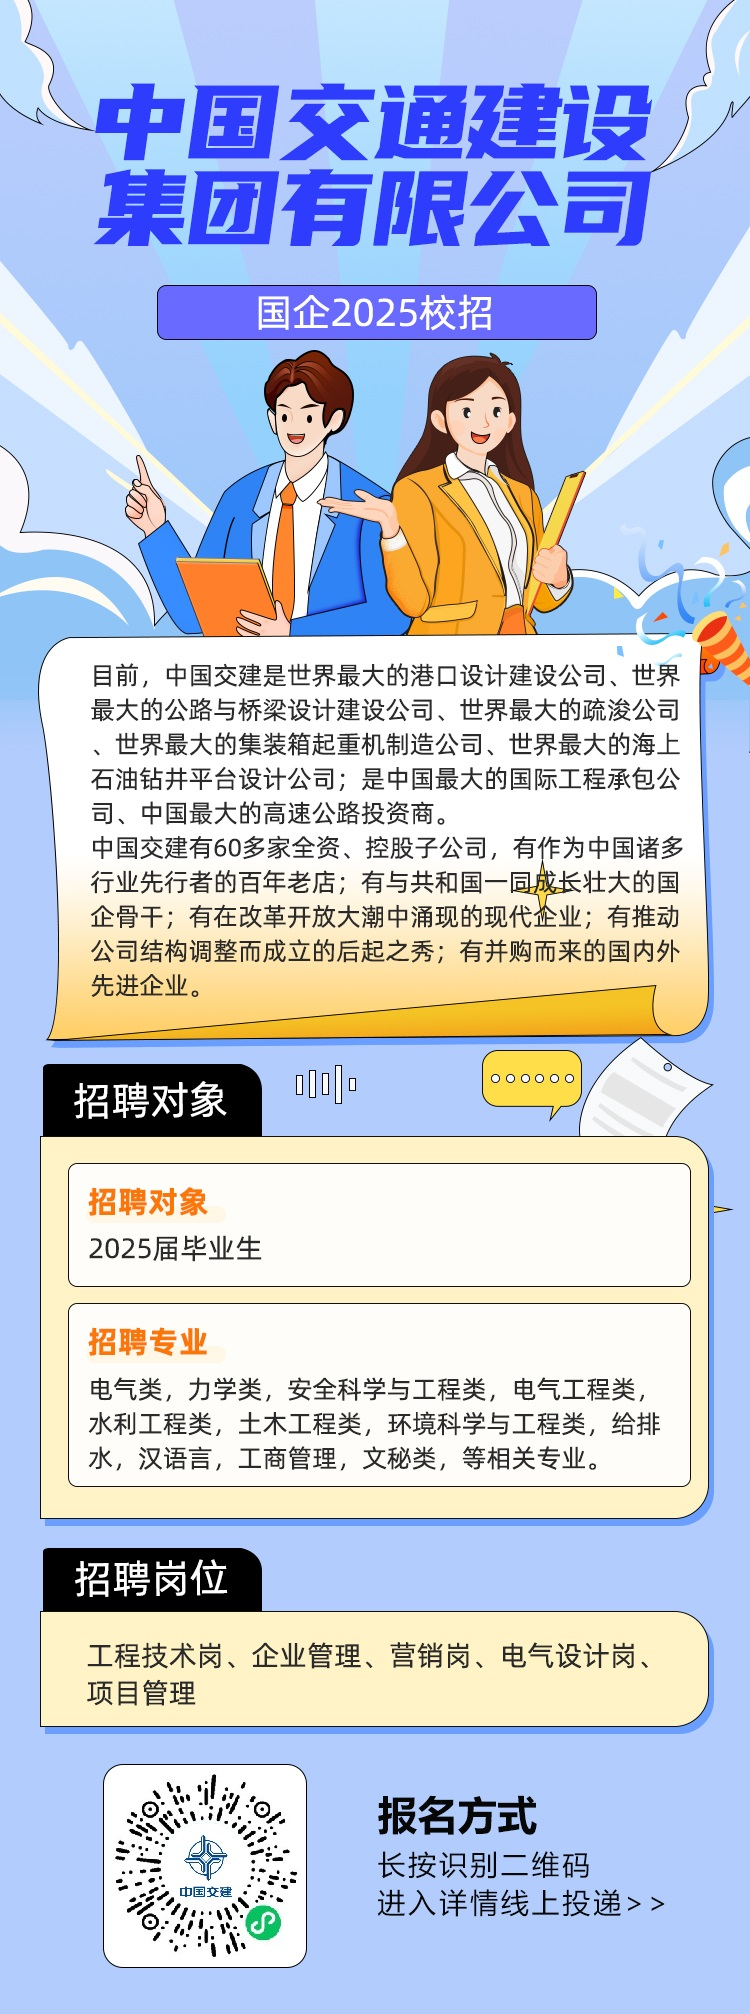 中国交通建设
集团有限公司
国企2025校招
目前，中国交建是世界最大的港口设计建设公司、世界
最大的公路与桥梁设计建设公司、世界最大的疏浚公司
、世界最大的集装箱起重机制造公司、世界最大的海上
石油钻井平台设计公司；是中国最大的国际工程承包公
司、中国最大的高速公路投资商。
中国交建有60多家全资、控股子公司，有作为中国诸多
行业先行者的百年老店；有与共和国一同成长壮大的国
企骨干；有在改革开放大潮中涌现的现代企业；有推动
公司结构调整而成立的后起之秀；有并购而来的国内外
先进企业。
招聘对象
招聘对象
2025届毕业生
招聘专业
电气类，力学类，安全科学与工程类，电气工程类，
水利工程类，土木工程类，环境科学与工程类，给排
水，汉语言，工商管理，文秘类，等相关专业。
招聘岗位
工程技术岗、企业管理、营销岗、电气设计岗、
项目管理
中国交建
报名方式
长按识别二维码
进入详情线上投递>>